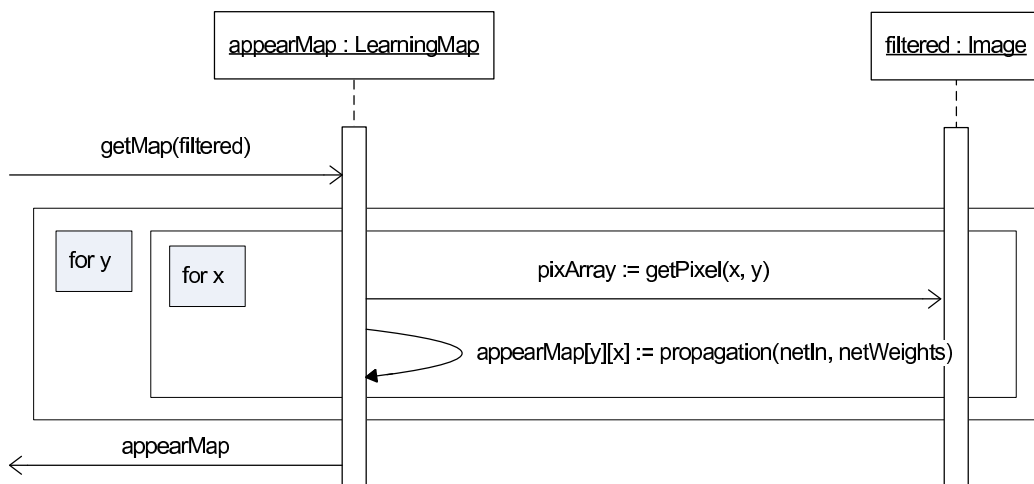 appearMap : LearningMap
filtered : Image
getMap(filtered)
for y
for x
pixArray := getPixel(x, y)
appearMap[y][x] := propagation(netIn, netWeights)
appearMap